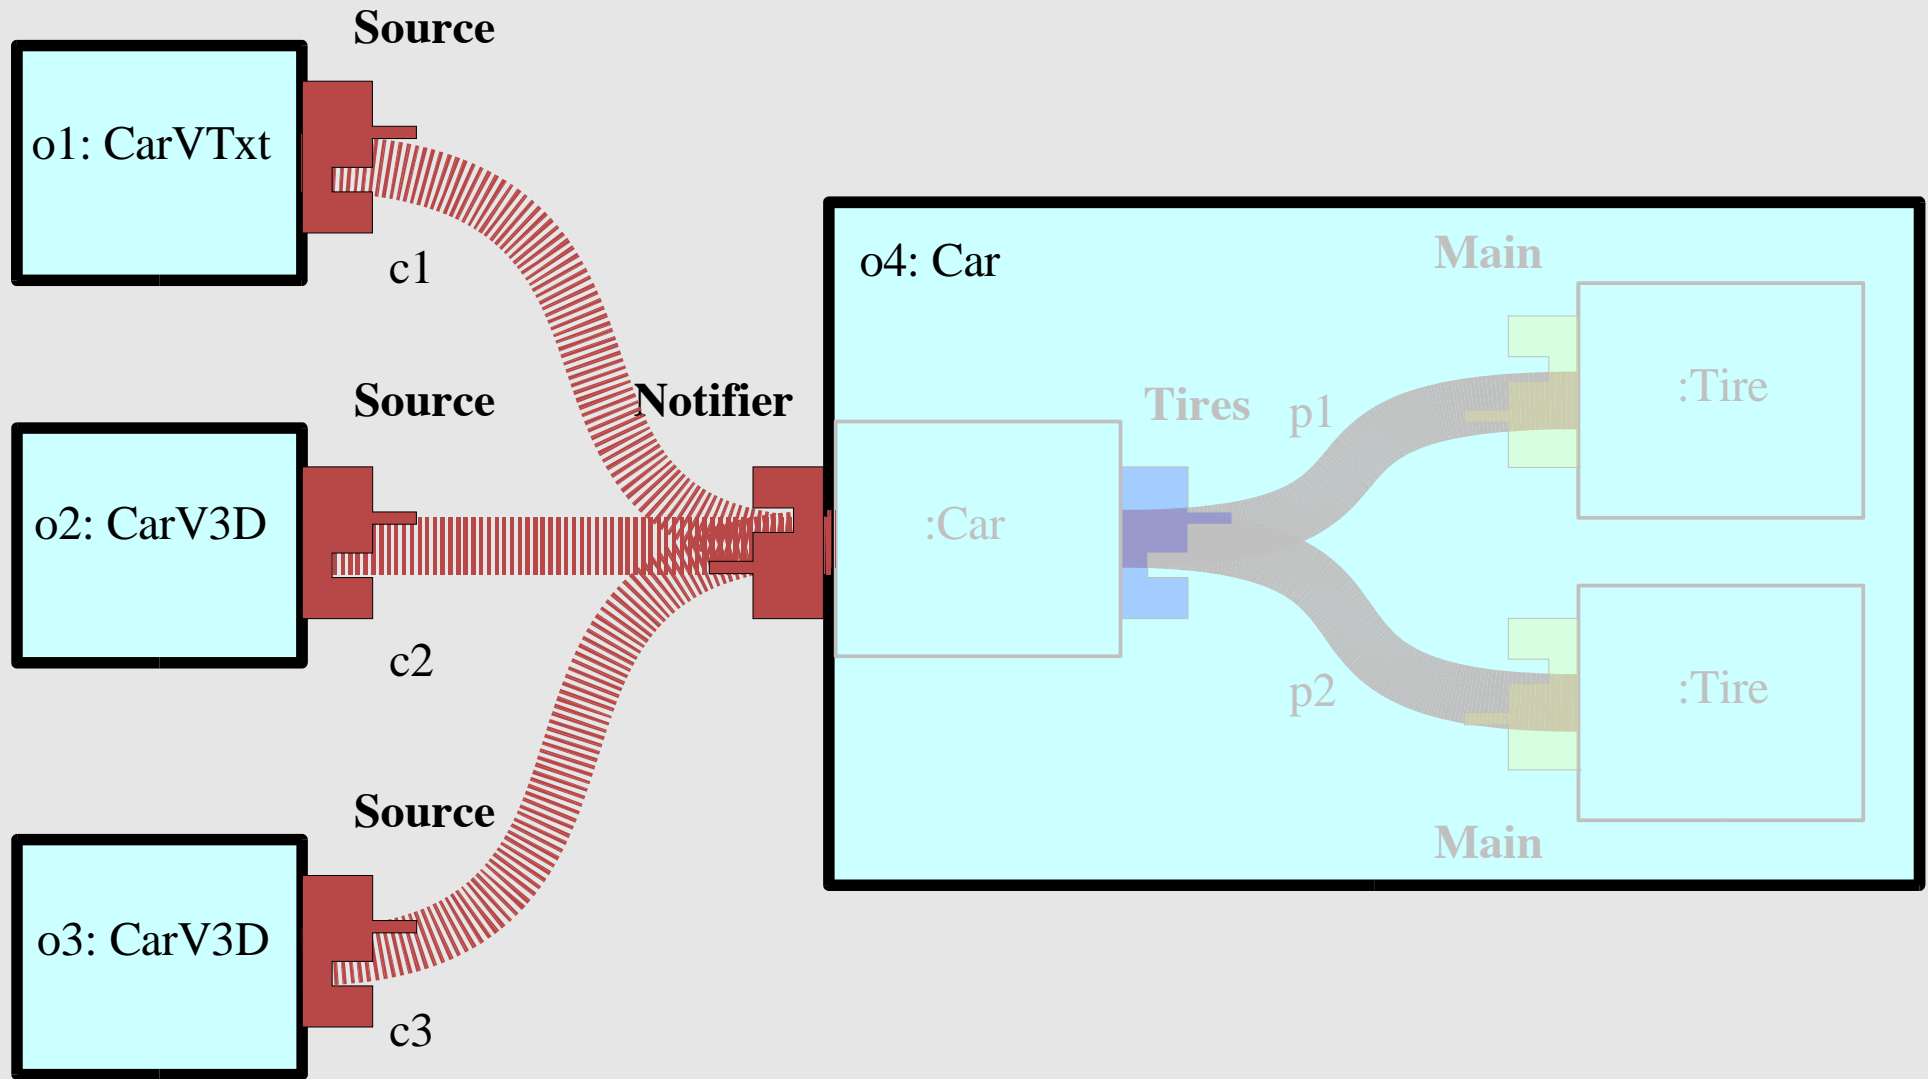 Source
o1: CarVTxt
c1
Source
Notifier
o2: CarV3D
c2
Source
o3: CarV3D
c3
o4: Car
Main
:Tire
Tires
p1
:Car
p2
:Tire
Main